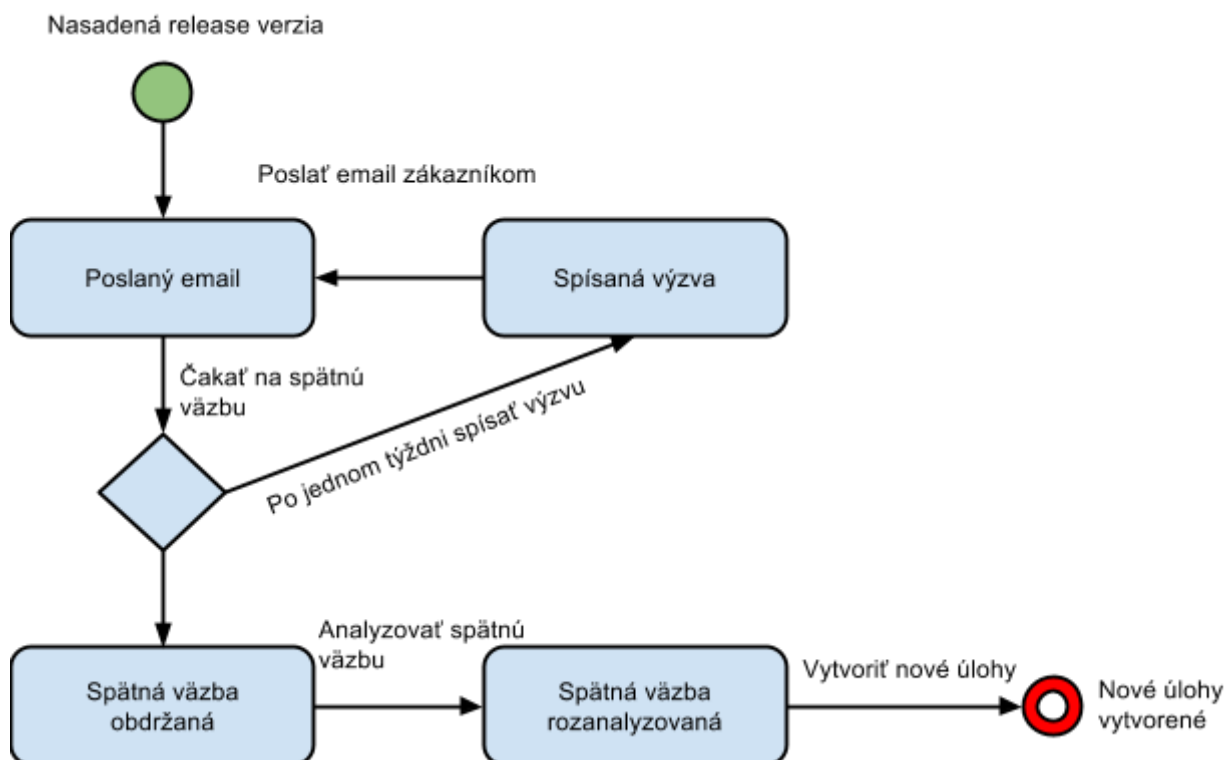 Nasadená release verzia
Poslať email zákazníkom
Poslaný email
Spísaná výzva
Čakať na spätnú
väzbu
Po jednom týždni spísať výzvu
Analyzovať spätnú
väzbu
Spätná väzba
obdržaná
Spätná väzba
rozanalyzovaná
Vytvoriť nové úlohy
Nové úlohy
vytvorené